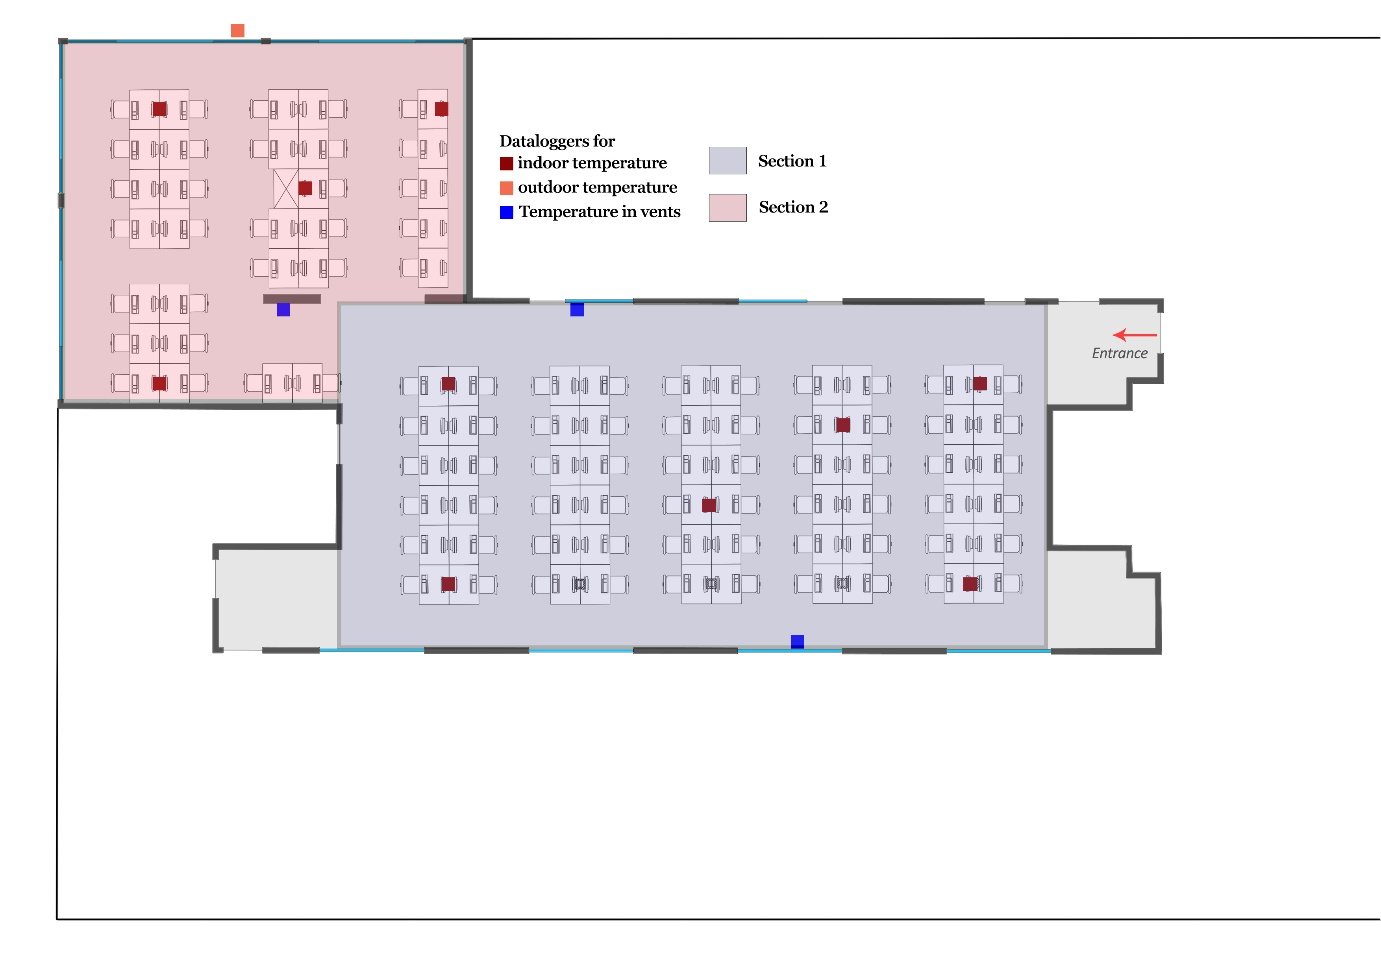 Dataloggers for
indoor temperature
outdoor temperature
Temperature in vents
Section 1
Section 2
Entrance